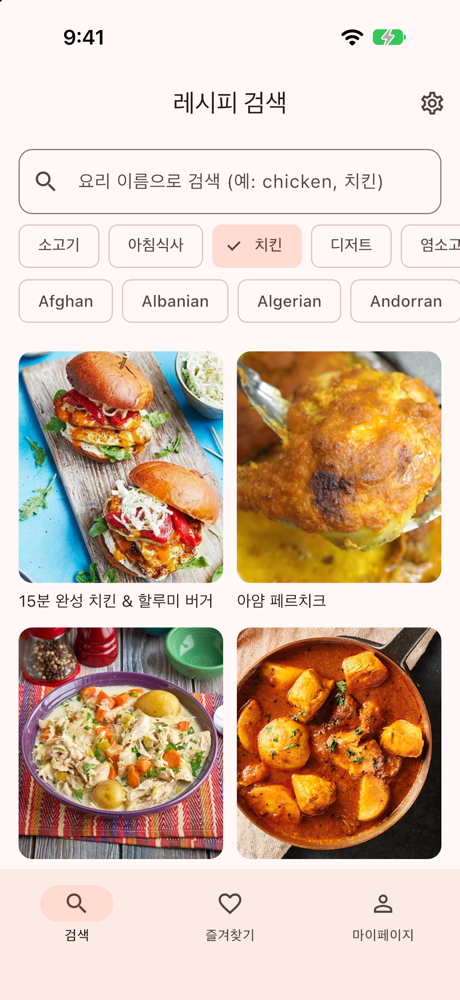 9:41
레시피 검색
요리 이름으로 검색 (예: chicken, 치킨)
소고기 아침식사 치킨 디저트 염소고
Afghan Albanian Algerian Andorran
15분 완성 치킨 & 할루미 버거
아얌 페르치크
검색 즐겨찾기 마이페이지